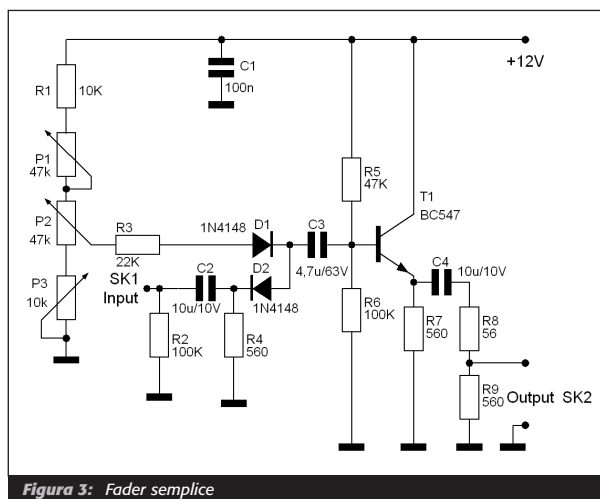 +12V
C1
100n
R1
10K
P1
47k
R5
47K
T1
BC547
P2
47k
R3
22K
1N4148
D1
C3
4,7u/63V
P3
10k
SK1
Input
C2
10u/10V
D2
1N4148
C4
10u/10V
R2
100K
R4
560
R6
100K
R7
560
R8
56
R9
560
Output SK2
Figura 3: Fader semplice